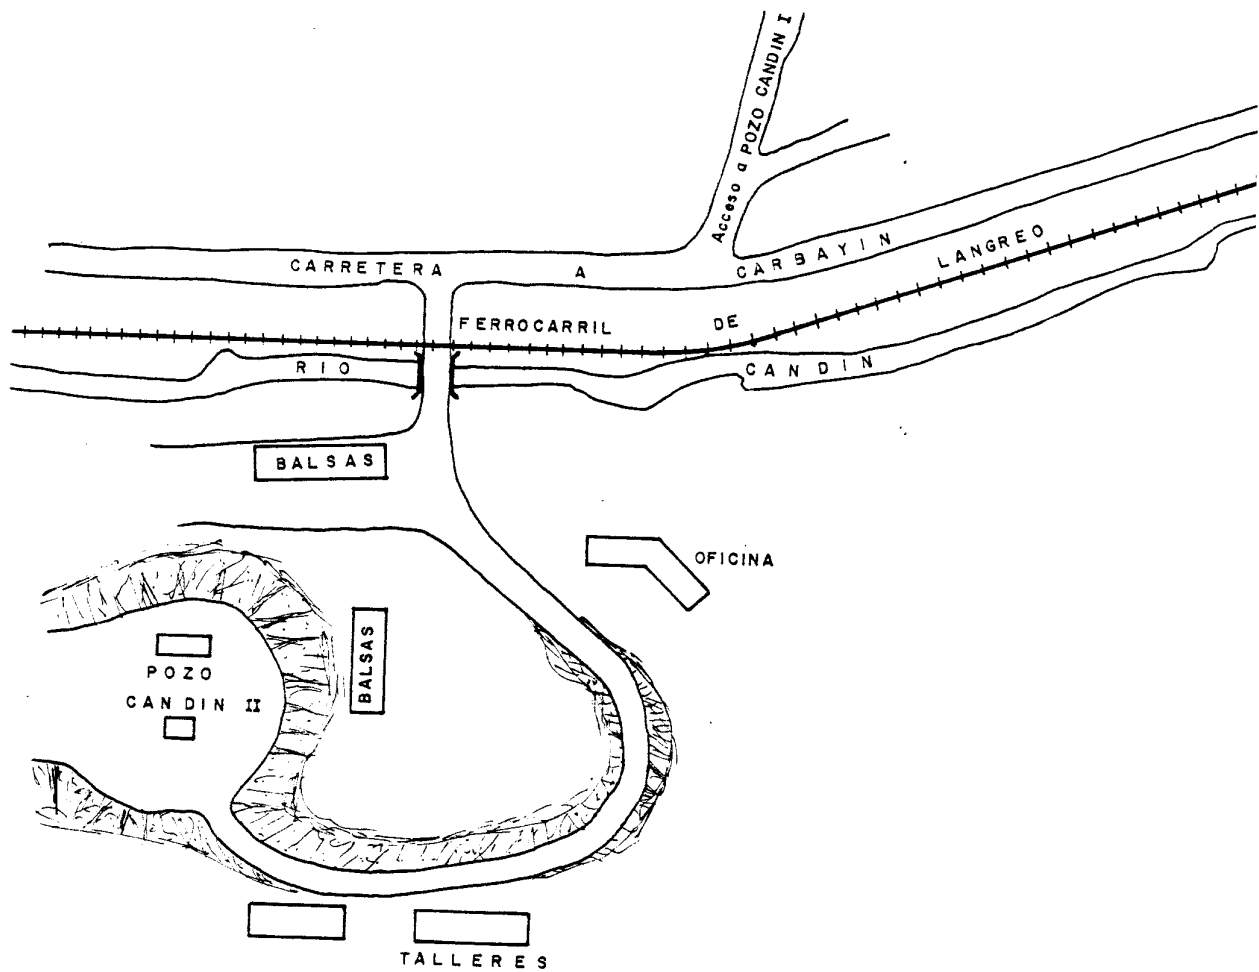 Acceso a POZO CANDIN I
CARRETERA A CARBAYIN
FERROCARRIL DE LANGREO
RIO CANDIN
BALSAS
OFICINA
BALSAS
POZO
CANDIN II
TALLERES